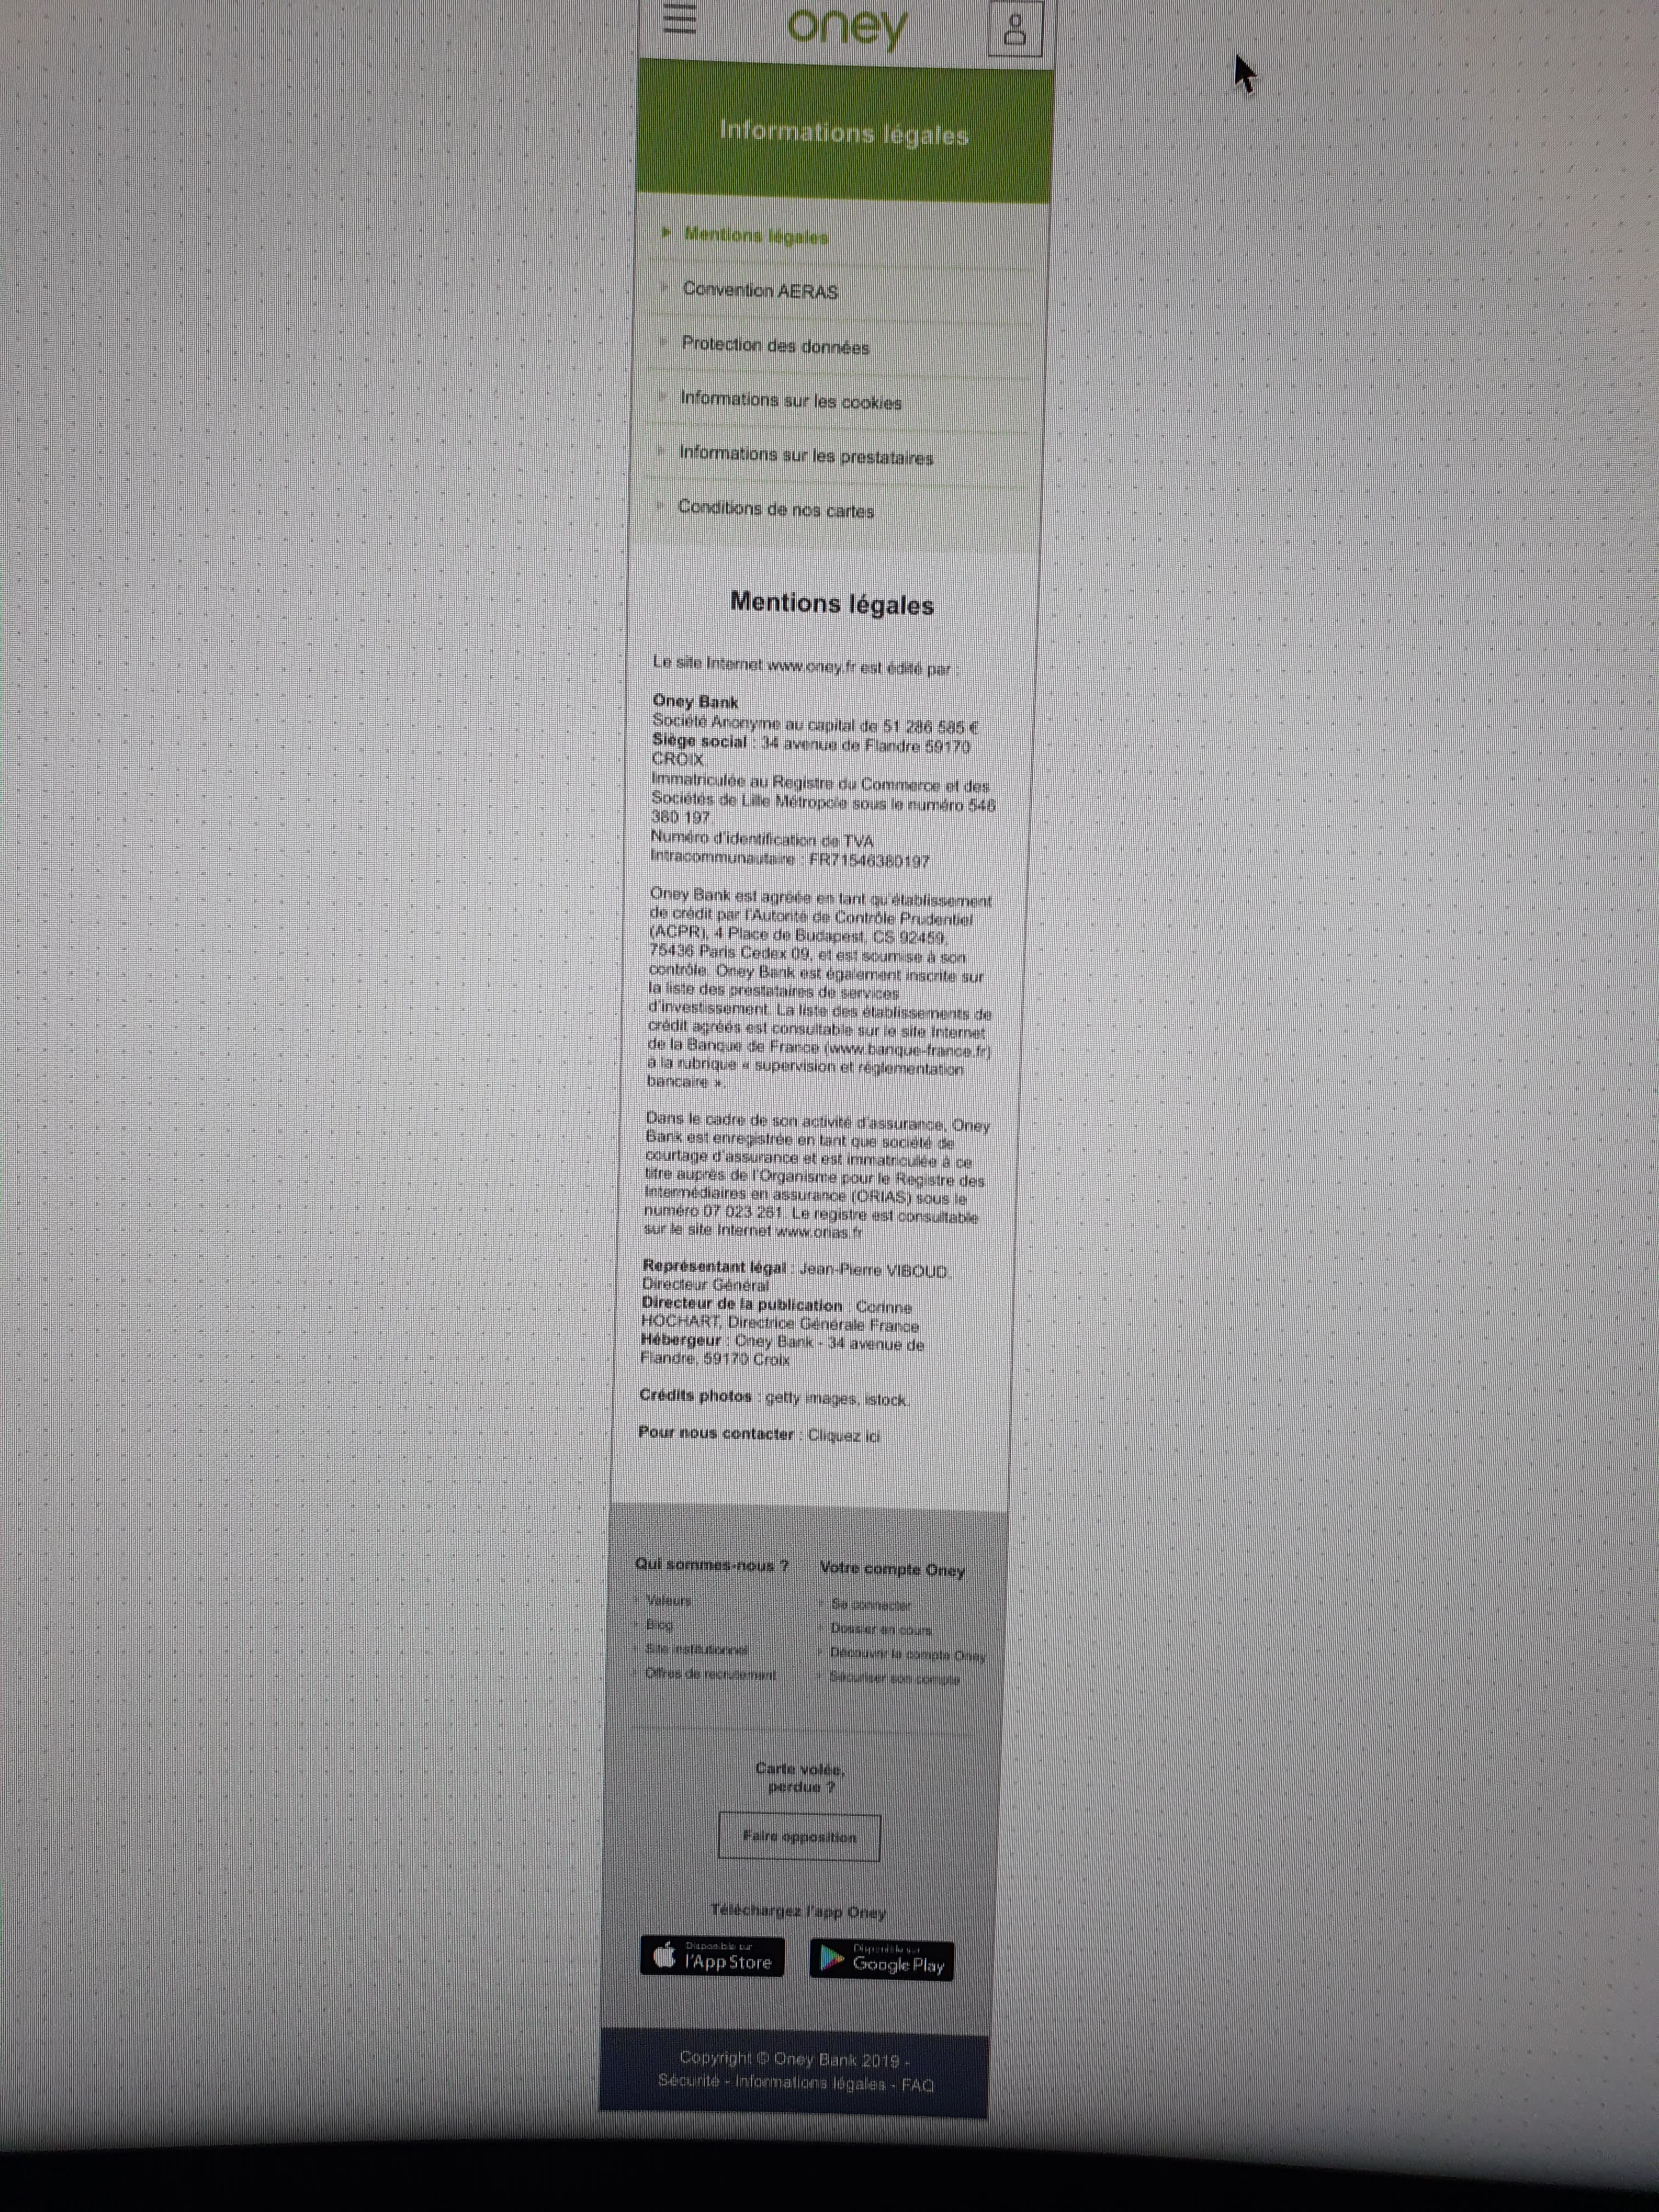 oney
Informations légales
Mentions légales
Convention AERAS
Protection des données
Informations sur les cookies
Informations sur les prestataires
Conditions de nos cartes
Mentions légales
Le site Internet www.oney.fr est édité par :
Oney Bank
Société Anonyme au capital de 51 286 585 €
Siège social : 34 avenue de Flandre 59170
CROIX
Immatriculée au Registre du Commerce et des
Sociétés de Lille Métropole sous le numéro 546
380 197
Numéro d'identification de TVA
Intracommunautaire : FR71546380197
Oney Bank est agréée en tant qu'établissement
de crédit par l'Autorité de Contrôle Prudentiel
(ACPR), 4 Place de Budapest, CS 92459,
75436 Paris Cedex 09, et est soumise à son
contrôle. Oney Bank est également inscrite sur
la liste des prestataires de services
d'investissement. La liste des établissements de
crédit agréés est consultable sur le site Internet
de la Banque de France (www.banque-france.fr)
à la rubrique « supervision et réglementation
bancaire ».
Dans le cadre de son activité d'assurance, Oney
Bank est enregistrée en tant que société de
courtage d'assurance et est immatriculée à ce
titre auprès de l'Organisme pour le Registre des
Intermédiaires en assurance (ORIAS) sous le
numéro 07 023 261. Le registre est consultable
sur le site Internet www.orias.fr
Représentant légal : Jean-Pierre VIBOUD,
Directeur Général
Directeur de la publication : Corinne
HOCHART, Directrice Générale France
Hébergeur : Oney Bank - 34 avenue de
Flandre, 59170 Croix
Crédits photos : getty images, istock.
Pour nous contacter : Cliquez ici
Qui sommes-nous ?
Valeurs
Blog
Site institutionnel
Offres de recrutement
Votre compte Oney
Se connecter
Dossier en cours
Découvrir le compte Oney
Sécuriser son compte
Carte volée,
perdue ?
Faire opposition
Téléchargez l'app Oney
Disponible sur
l'App Store
Disponible sur
Google Play
Copyright © Oney Bank 2019 -
Sécurité - Informations légales - FAQ